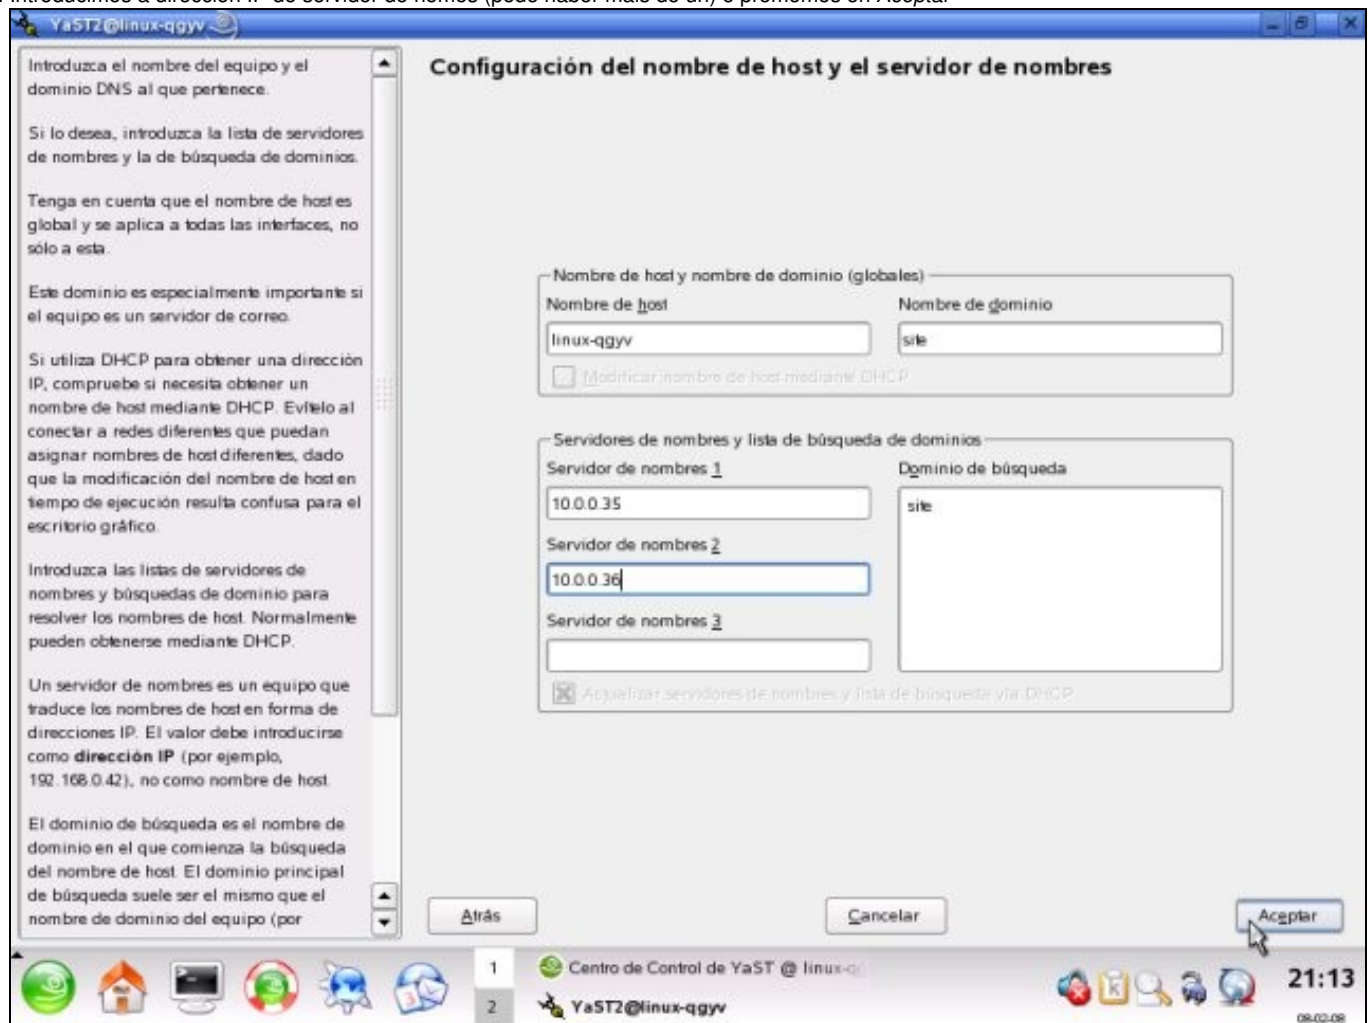 Introducimos a dirección IP do servidor de nomes (pode haber máis de un) e prememos en Aceptar
YaST2@linux-qgyv
Introduzca el nombre del equipo y el
dominio DNS al que pertenece.
Si lo desea, introduzca la lista de servidores
de nombres y la de búsqueda de dominios.
Tenga en cuenta que el nombre de host es
global y se aplica a todas las interfaces, no
sólo a esta.
Este dominio es especialmente importante si
el equipo es un servidor de correo.
Si utiliza DHCP para obtener una dirección
IP, compruebe si necesita obtener un
nombre de host mediante DHCP. Evítelo al
conectar a redes diferentes que puedan
asignar nombres de host diferentes, dado
que la modificación del nombre de host en
tiempo de ejecución resulta confusa para el
escritorio gráfico.
Introduzca las listas de servidores de
nombres y búsquedas de dominio para
resolver los nombres de host. Normalmente
pueden obtenerse mediante DHCP.
Un servidor de nombres es un equipo que
traduce los nombres de host en forma de
direcciones IP. El valor debe introducirse
como dirección IP (por ejemplo,
192.168.0.42), no como nombre de host.
El dominio de búsqueda es el nombre de
dominio en el que comienza la búsqueda
del nombre de host. El dominio principal
de búsqueda suele ser el mismo que el
nombre de dominio del equipo (por
Configuración del nombre de host y el servidor de nombres
Nombre de host y nombre de dominio (globales)
Nombre de host
Nombre de dominio
linux-qgyv
site
Modificar nombre de host mediante DHCP
Servidores de nombres y lista de búsqueda de dominios
Servidor de nombres 1
Dominio de búsqueda
10.0.0.35
site
Servidor de nombres 2
10.0.0.36
Servidor de nombres 3
Actualizar servidores de nombres y lista de búsqueda vía DHCP
Atrás
Cancelar
Aceptar
1
Centro de Control de YaST @ linux-q
2
YaST2@linux-qgyv
21:13
08-02-08